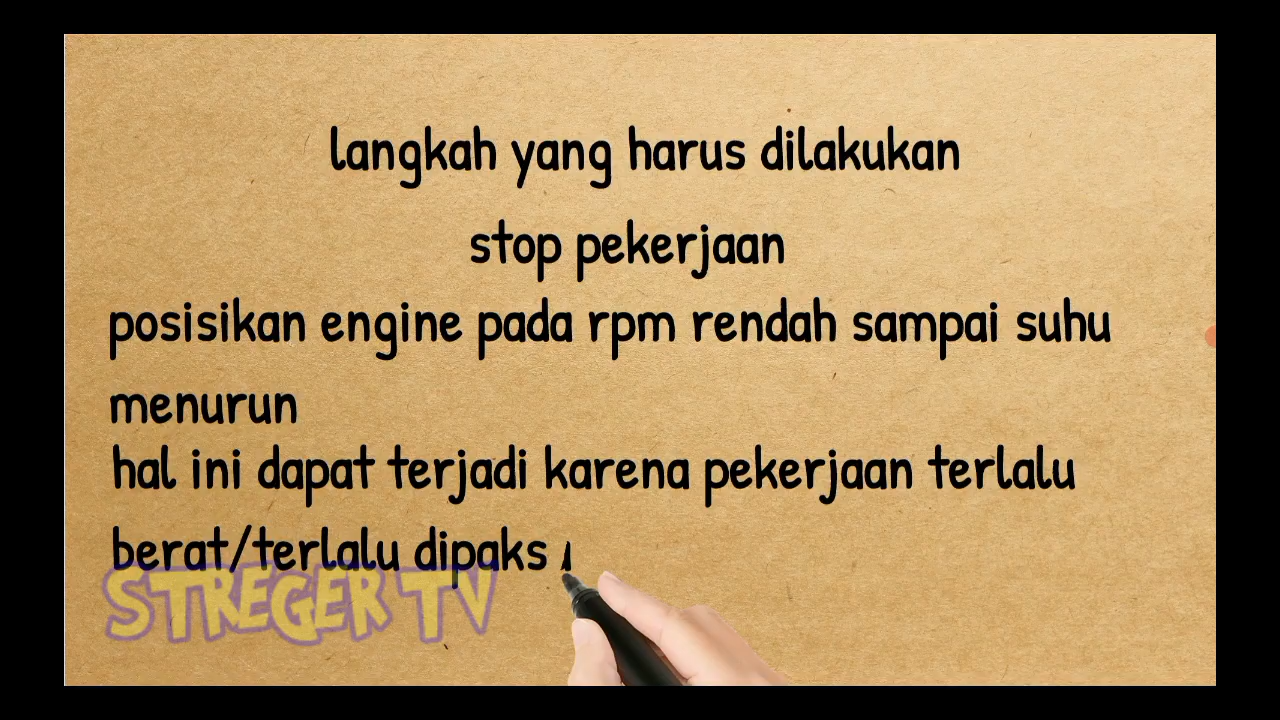 langkah yang harus dilakukan
stop pekerjaan
posisikan engine pada rpm rendah sampai suhu
menurun
hal ini dapat terjadi karena pekerjaan terlalu
berat/terlalu dipaks
STREGER TV